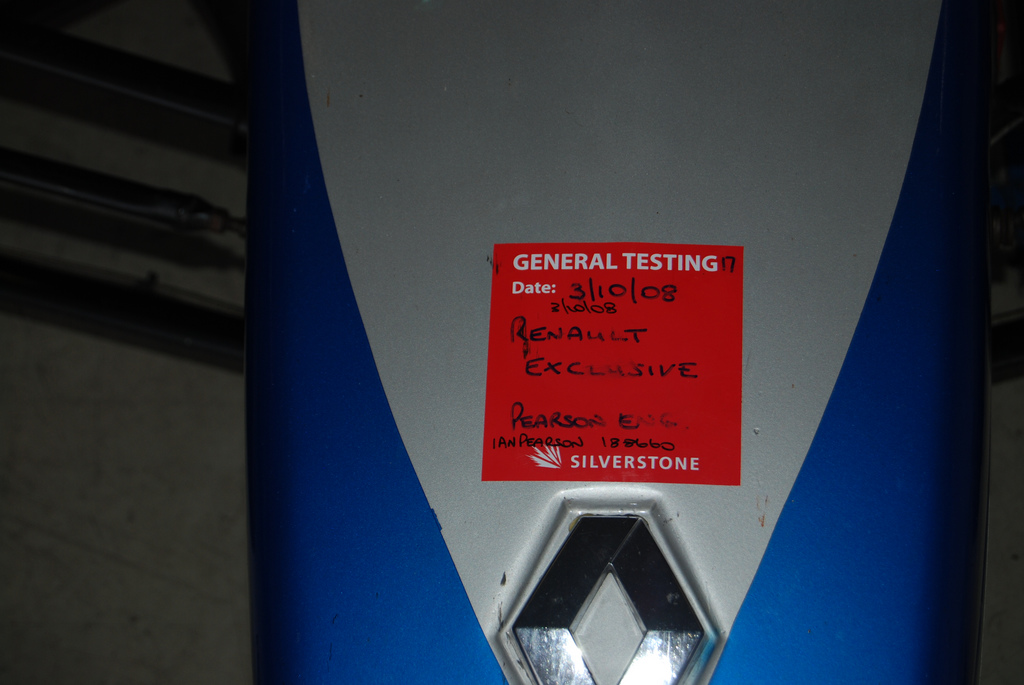 GENERAL TESTING 17
Date: 3/10/08
3/10/08
RENAULT
EXCLUSIVE
PEARSON ENG.
IAN PEARSON 188660
SILVERSTONE